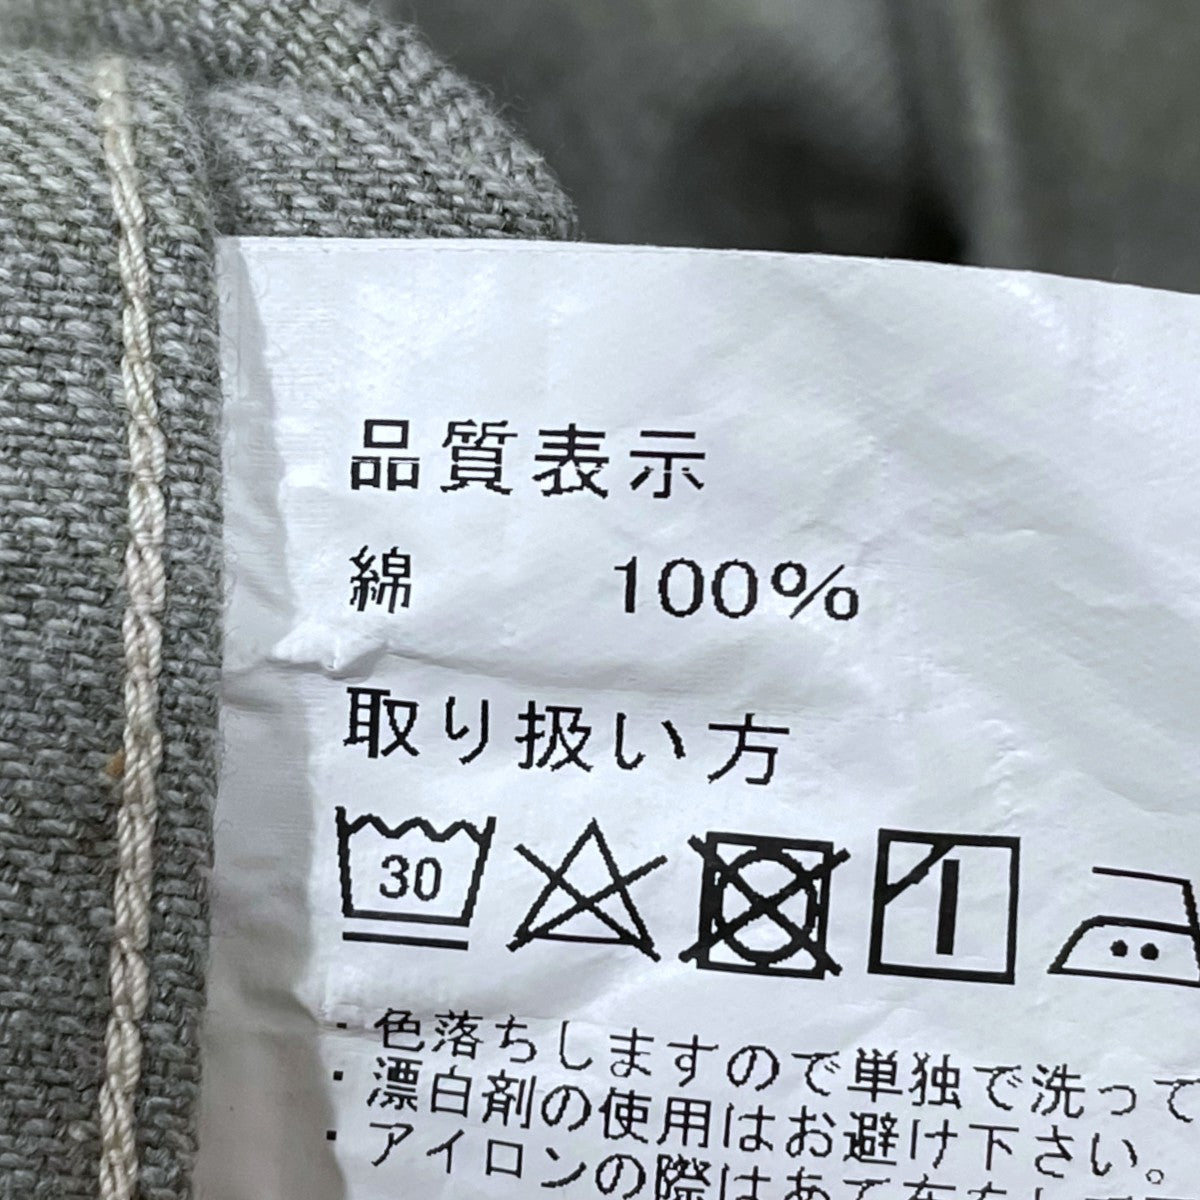 品質表示
綿 100%
取り扱い方
30
・色落ちしますので単独で洗って
・漂白剤の使用はお避け下さい。
・アイロンの際はあて布を